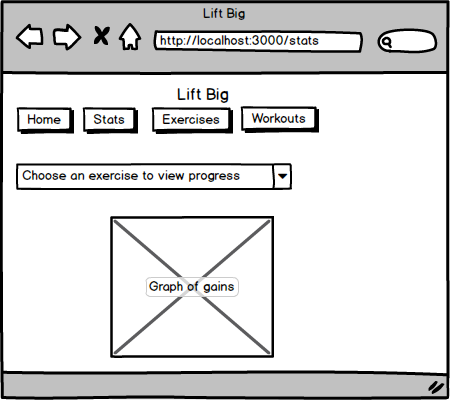 Lift Big
http://localhost:3000/stats
Lift Big
Home Stats Exercises Workouts
Choose an exercise to view progress
Graph of gains